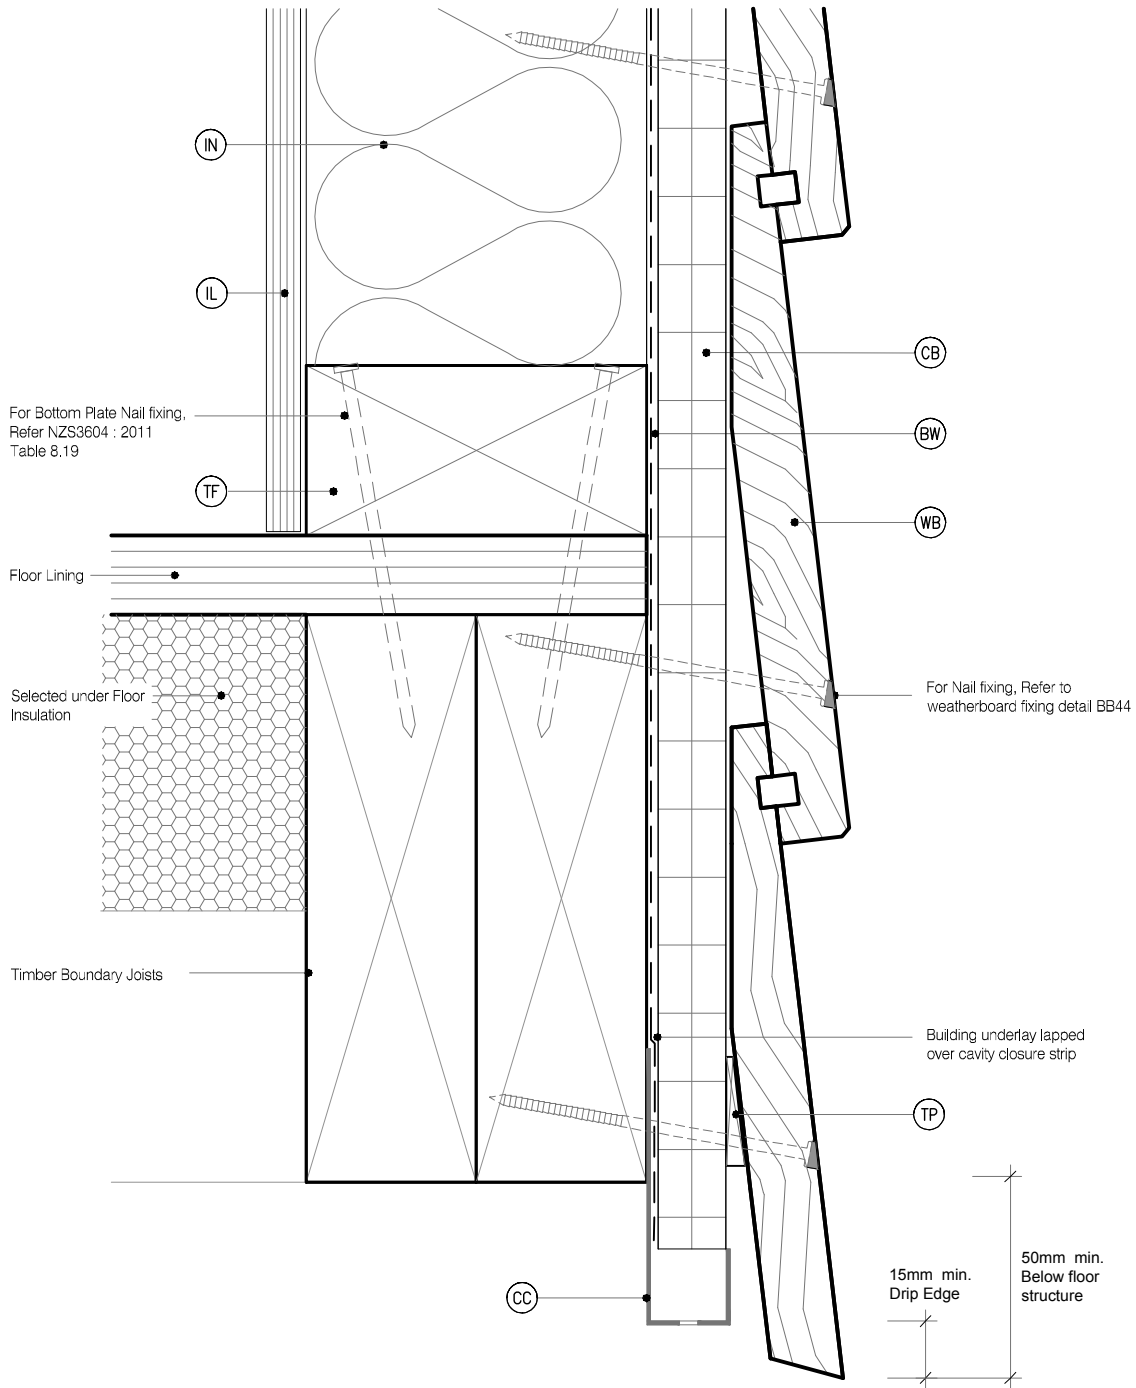 IN
IL
For Bottom Plate Nail fixing,
Refer NZS3604 : 2011
Table 8.19
TF
Floor Lining
Selected under Floor
Insulation
Timber Boundary Joists
CB
BW
WB
For Nail fixing, Refer to
weatherboard fixing detail BB44
Building underlay lapped
over cavity closure strip
TP
CC
15mm min.
Drip Edge
50mm min.
Below floor
structure